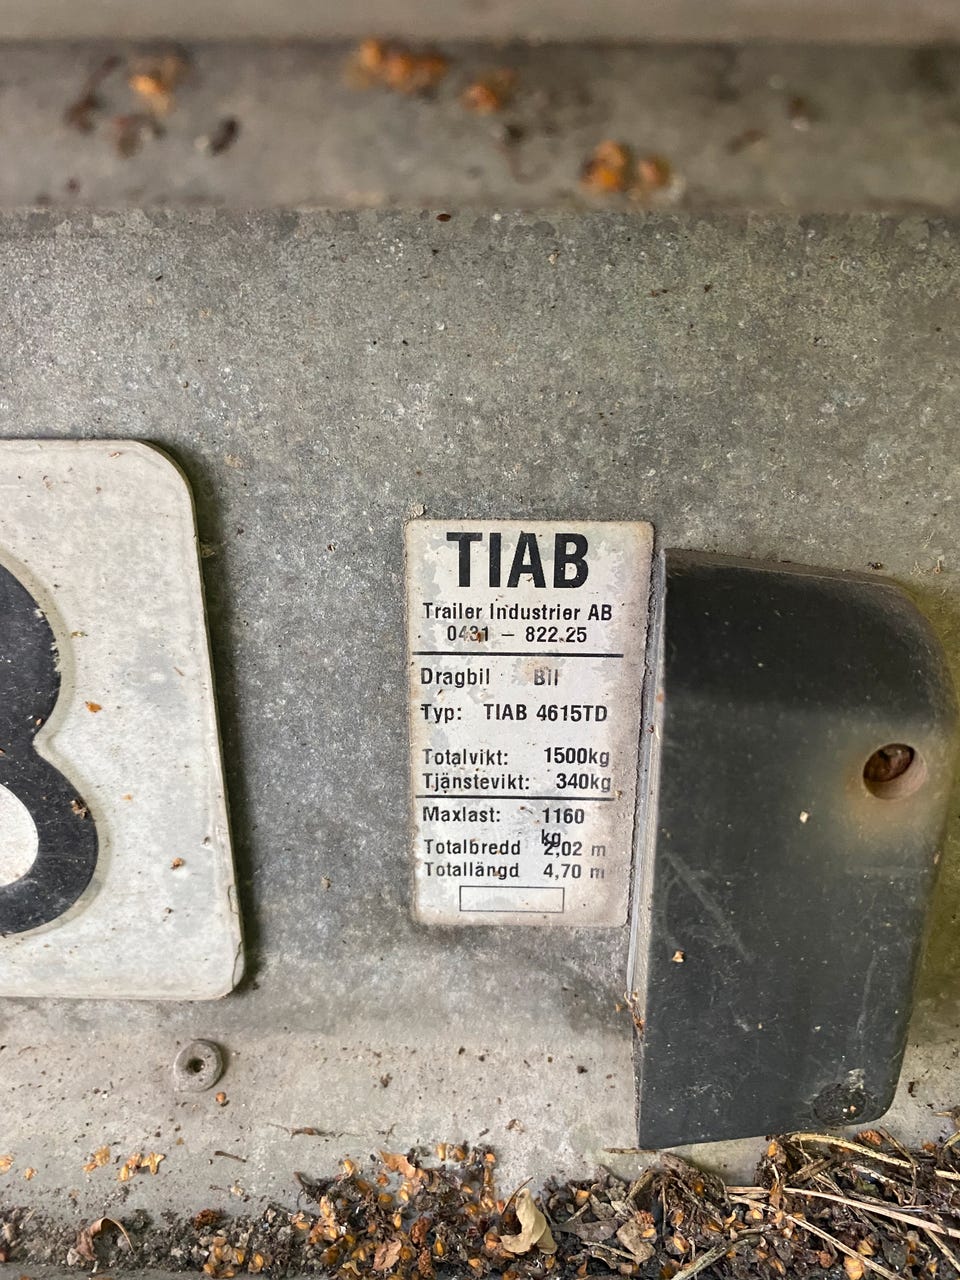 TIAB
Trailer Industrier AB
0431 – 822.25
Dragbil Bil
Typ: TIAB 4615TD
Totalvikt: 1500kg
Tjänstevikt: 340kg
Maxlast: 1160
kg
Totalbredd 2,02 m
Totallängd 4,70 m